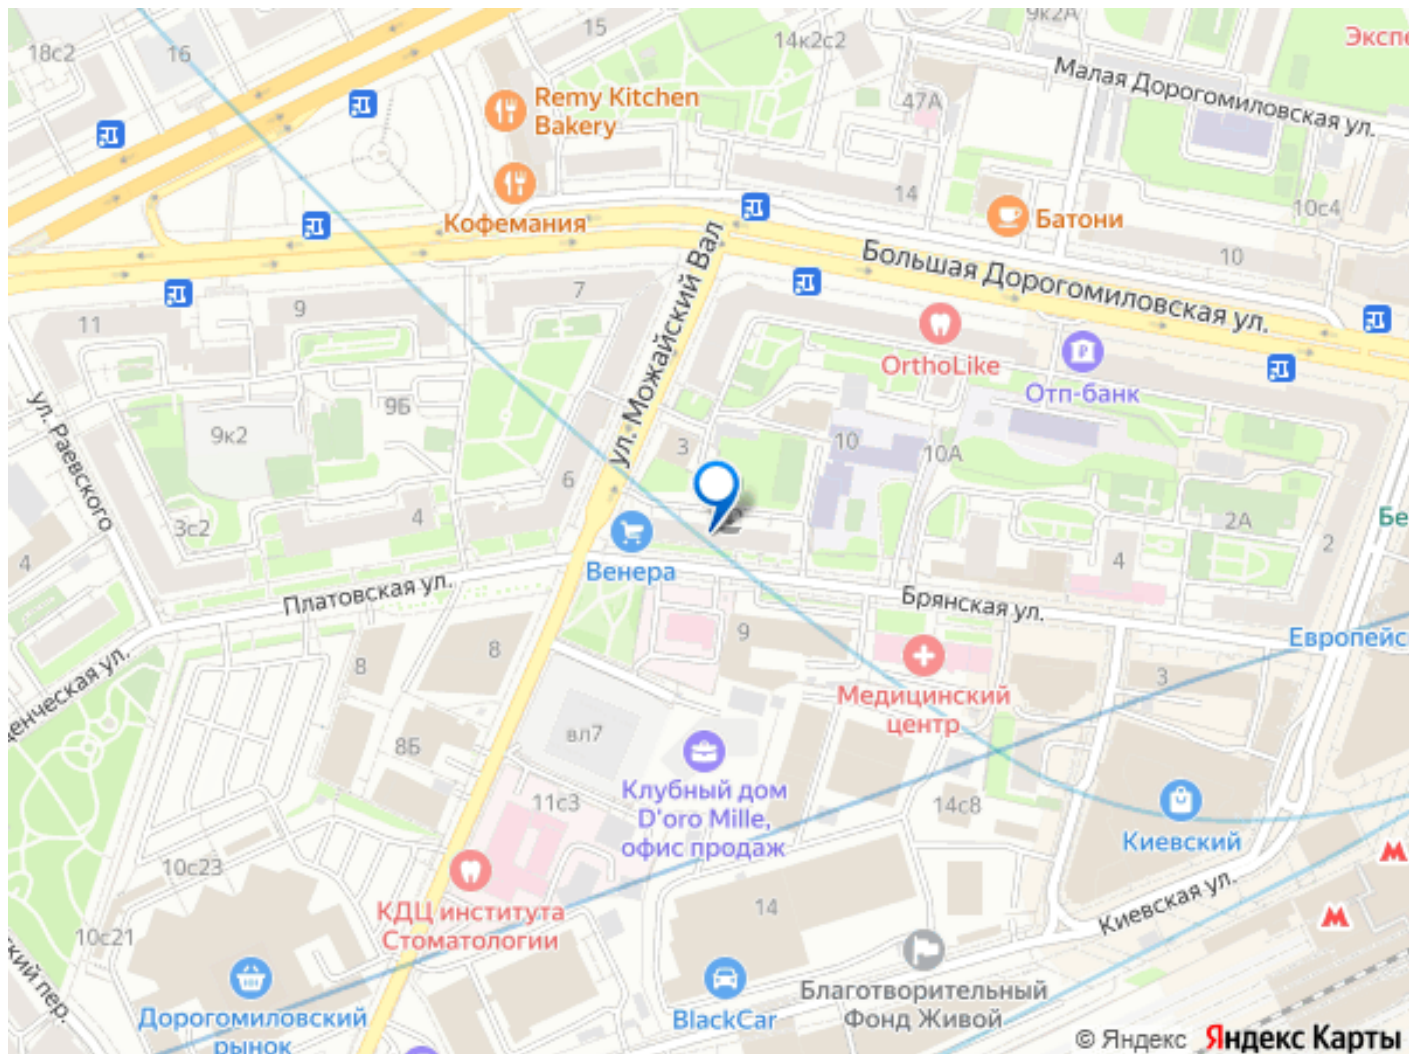 9к2А
15
18с2
16
14к2с2
Экспе
Малая Дорогомиловская ул.
Remy Kitchen
Bakery
47А
14
Кофемания
Батони
10с4
10
Большая Дорогомиловская ул.
ул. Можайский Вал
7
9
11
OrthoLike
Отп-банк
9Б
ул. Раевского
9к2
3
10
10А
6
4
3с2
2А
Бе
2
4
4
Венера
Платовская ул.
Брянская ул.
9
Европейс
8
8
3
денческая ул.
Медицинский
центр
вл7
8Б
Клубный дом
D'oro Mille,
офис продаж
11с3
14с8
Киевский
10с23
КДЦ института
Стоматологии
14
Киевская ул.
10с21
ский пер.
Благотворительный
Фонд Живой
Дорогомиловский
рынок
BlackCar
© Яндекс Яндекс Карты